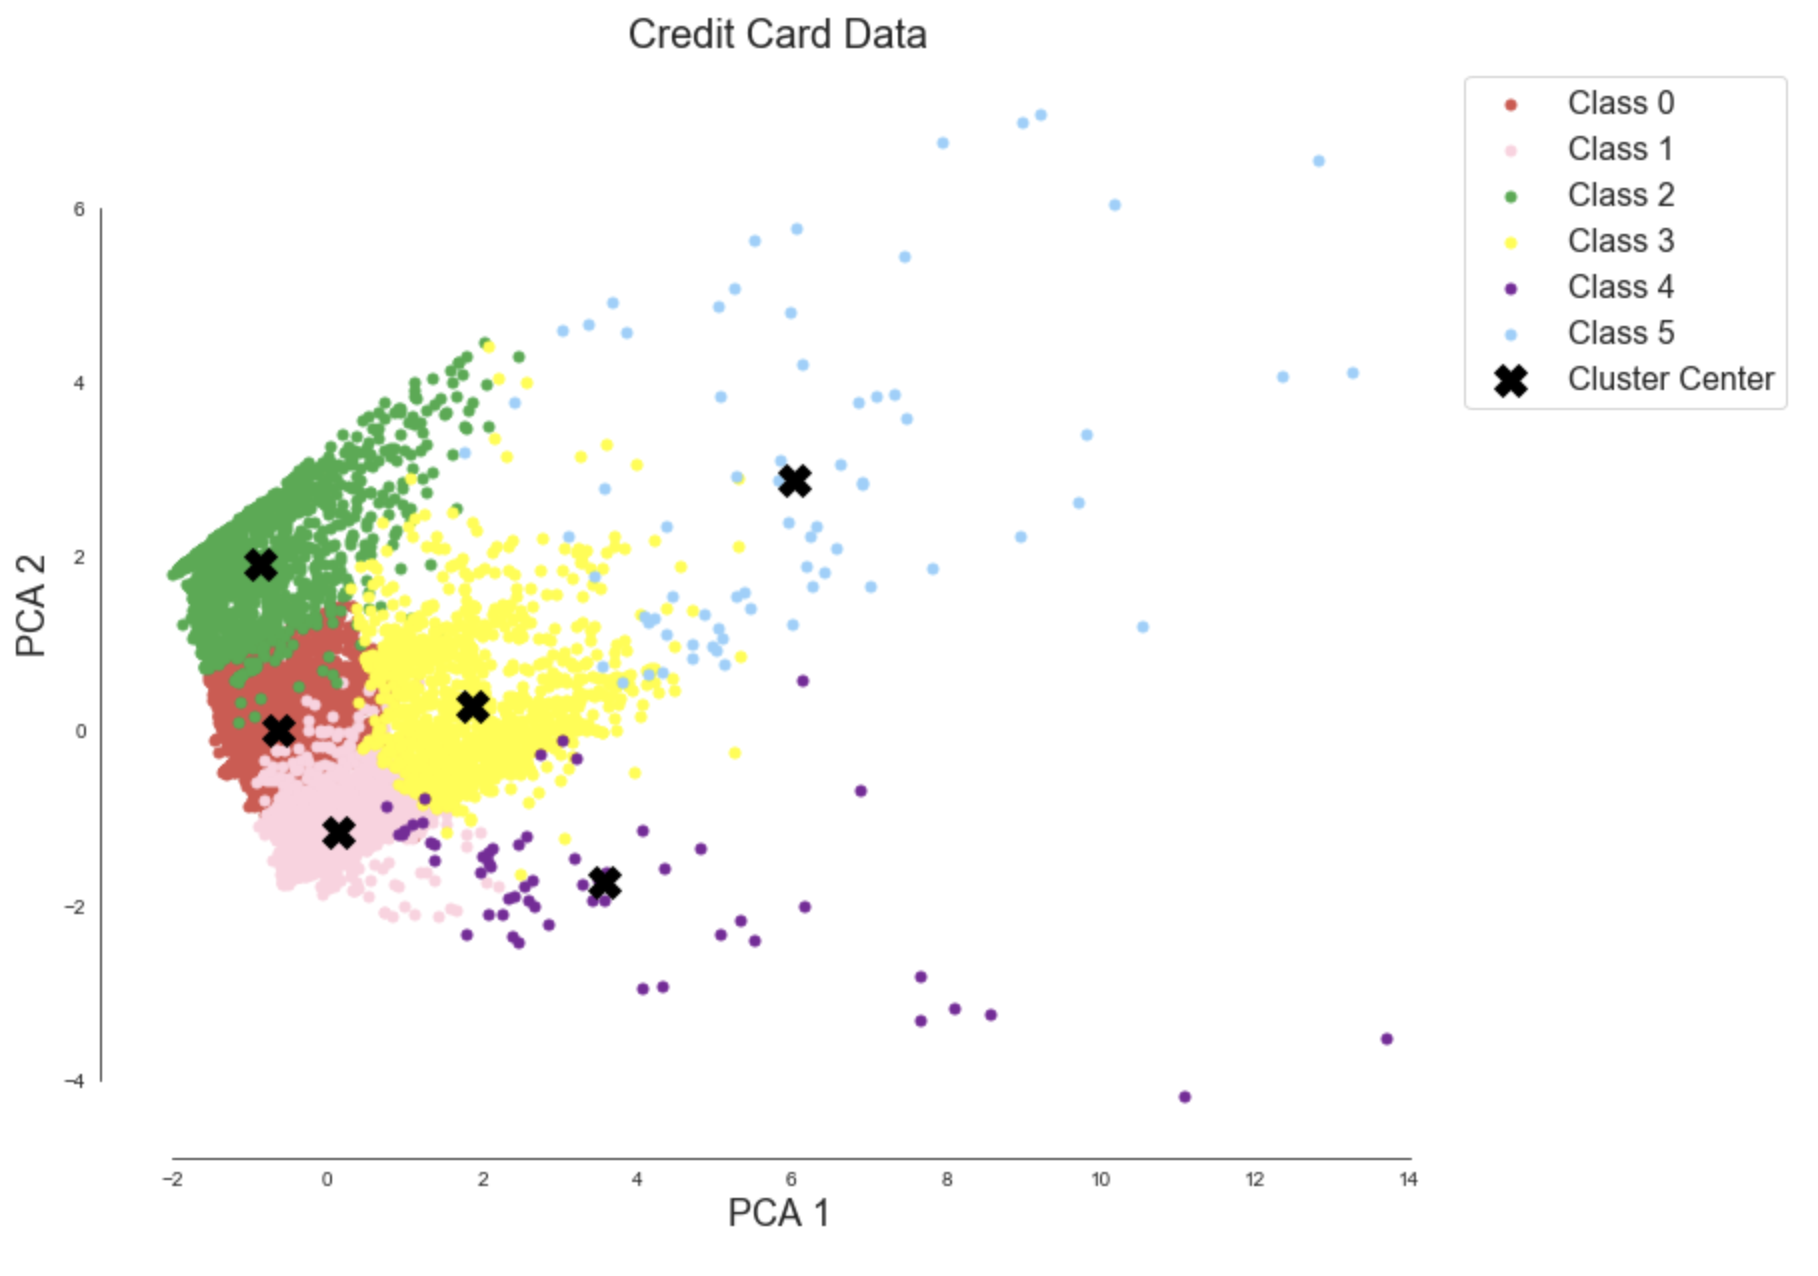 Credit Card Data
Class 0
Class 1
Class 2
Class 3
Class 4
Class 5
Cluster Center
6
4
2
0
−2
−4
PCA 2
−2 0 2 4 6 8 10 12 14
PCA 1